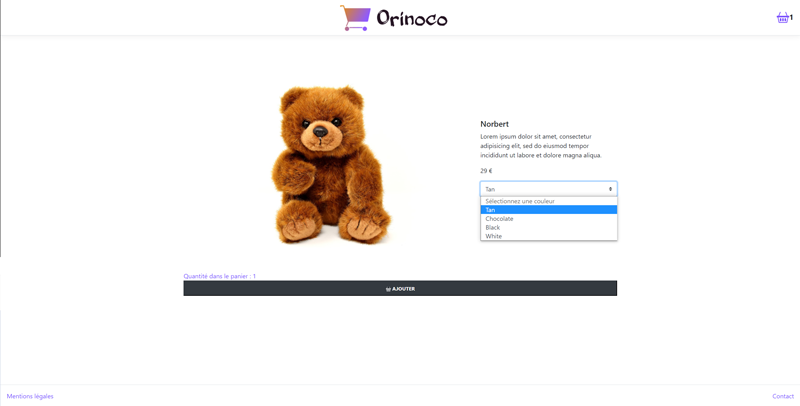 Orinoco
1
Norbert
Lorem ipsum dolor sit amet, consectetur
adipisicing elit, sed do eiusmod tempor
incididunt ut labore et dolore magna aliqua.
29 €
Tan
Sélectionnez une couleur
Tan
Chocolate
Black
White
Quantité dans le panier : 1
AJOUTER
Mentions légales
Contact